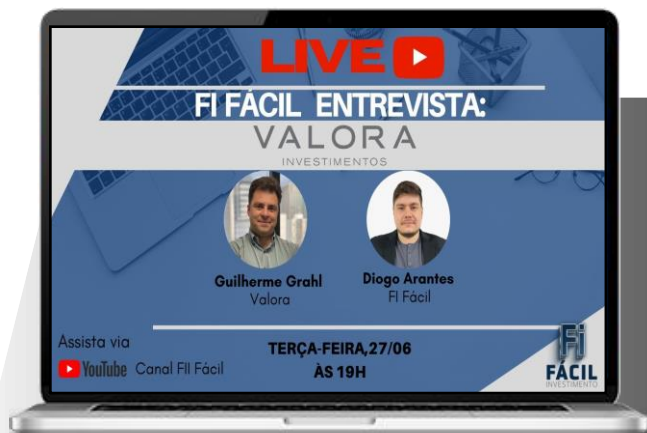 LIVE
FI FÁCIL ENTREVISTA:
VALORA
INVESTIMENTOS
Guilherme Grahl
Valora
Diogo Arantes
FI Fácil
Assista via
YouTube Canal FII Fácil
TERÇA-FEIRA,27/06
ÀS 19H
Fi
FÁCIL
INVESTIMENTO